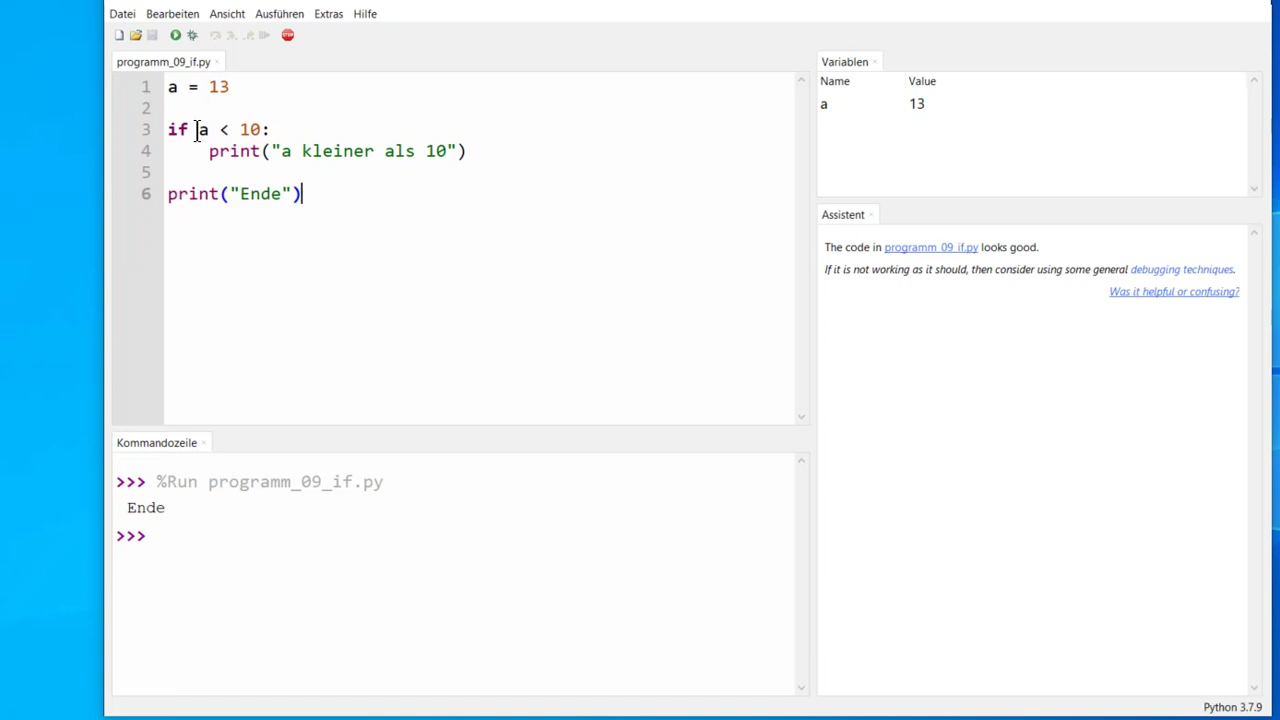 Datei Bearbeiten Ansicht Ausführen Extras Hilfe
STOP
programm_09_if.py ×
1 a = 13
2
3 if a < 10:
4     print("a kleiner als 10")
5
6 print("Ende")
Kommandozeile ×
>>> %Run programm_09_if.py
Ende
>>>
Variablen ×
Name Value
a 13
Assistent ×
The code in programm_09_if.py looks good.
If it is not working as it should, then consider using some general debugging techniques.
Was it helpful or confusing?
Python 3.7.9